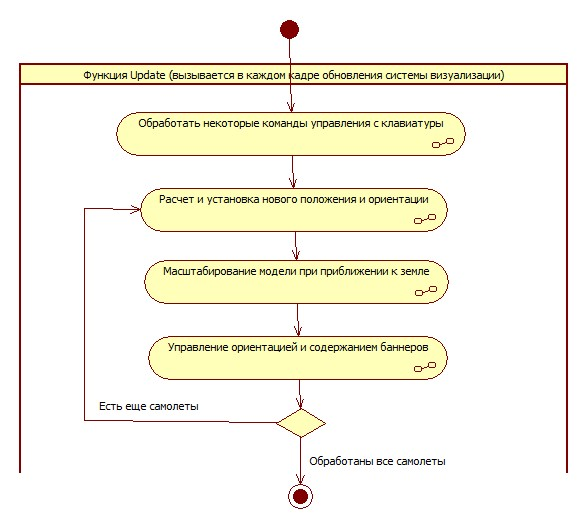 Функция Update (вызывается в каждом кадре обновления системы визуализации)
Обработать некоторые команды управления с клавиатуры
Расчет и установка нового положения и ориентации
Масштабирование модели при приближении к земле
Управление ориентацией и содержанием баннеров
Есть еще самолеты
Обработаны все самолеты